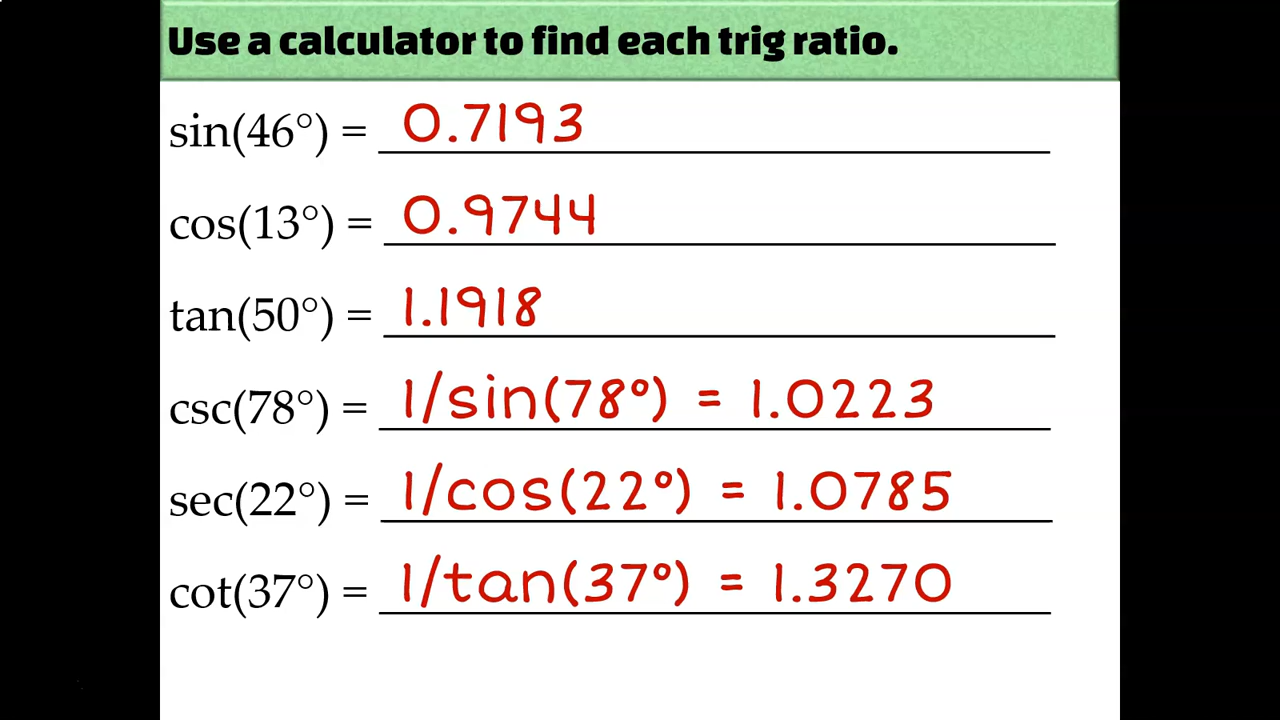 Use a calculator to find each trig ratio.
sin(46°) = 0.7193
cos(13°) = 0.9744
tan(50°) = 1.1918
csc(78°) = 1/sin(78°) = 1.0223
sec(22°) = 1/cos(22°) = 1.0785
cot(37°) = 1/tan(37°) = 1.3270